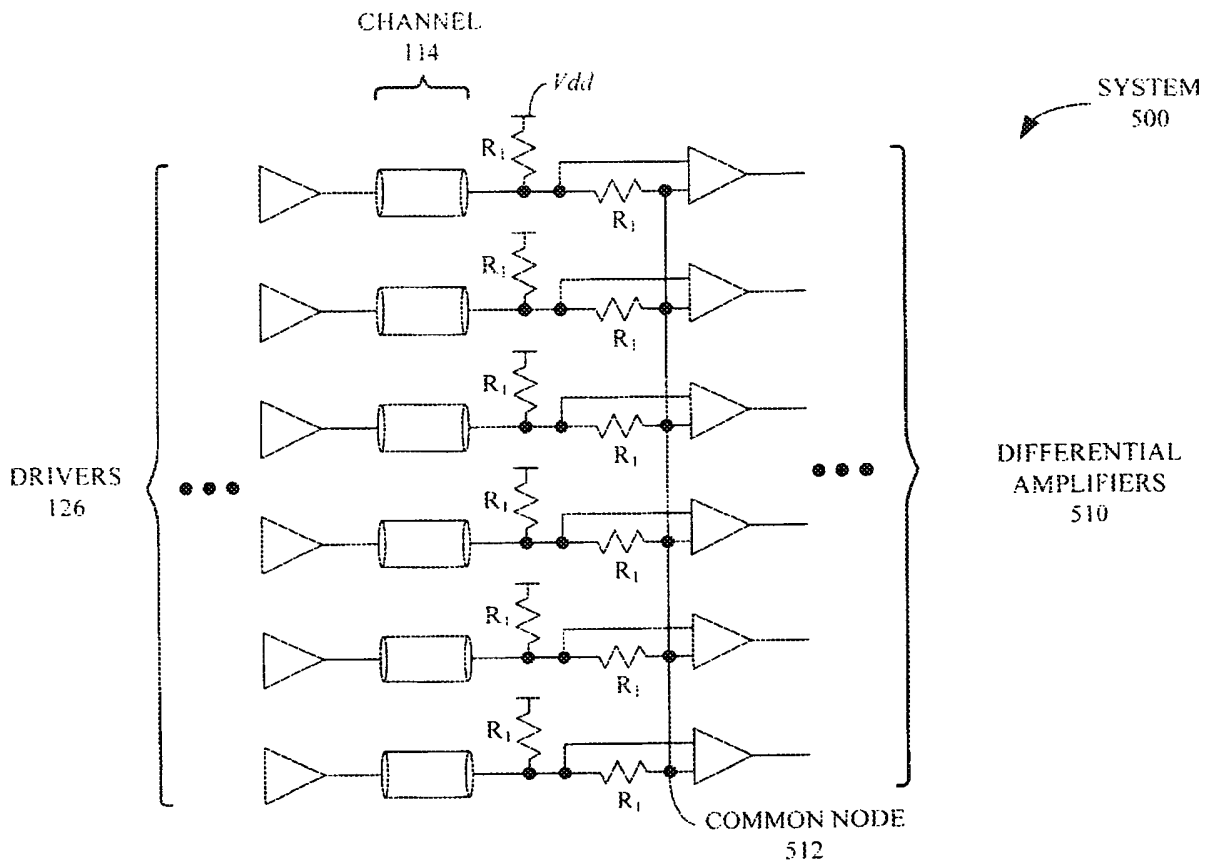 CHANNEL
114
Vdd
SYSTEM
500
R1
R1
R1
R1
R1
R1
DRIVERS
126
DIFFERENTIAL
AMPLIFIERS
510
R1
R1
R1
R1
R1
R1
COMMON NODE
512